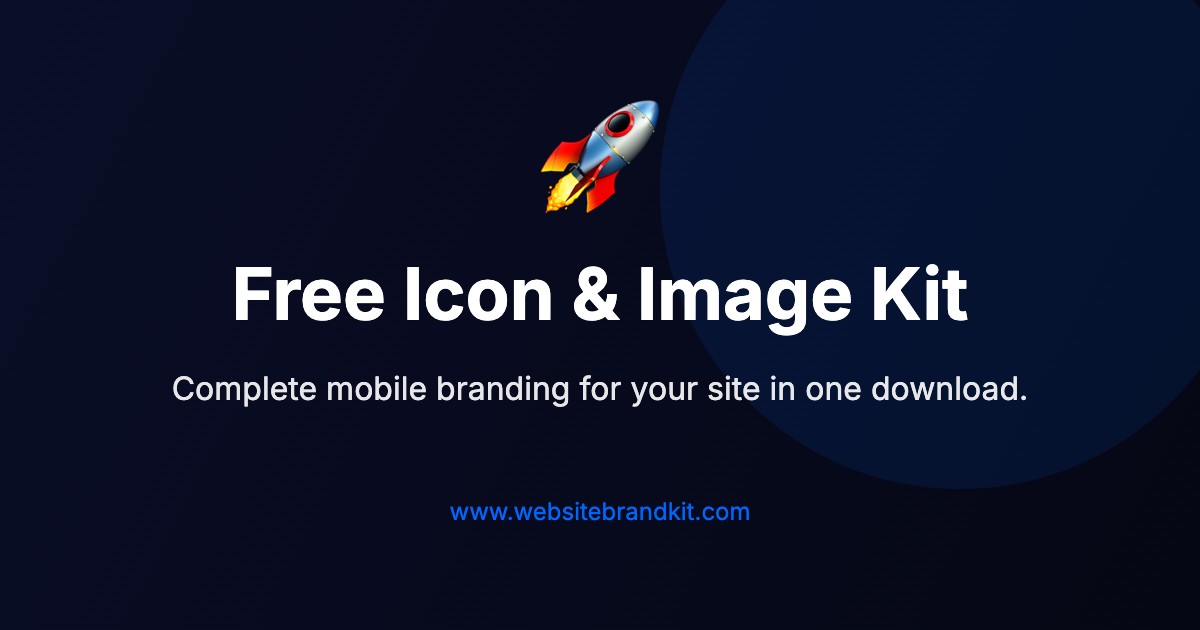 Free Icon & Image Kit
Complete mobile branding for your site in one download.
www.websitebrandkit.com